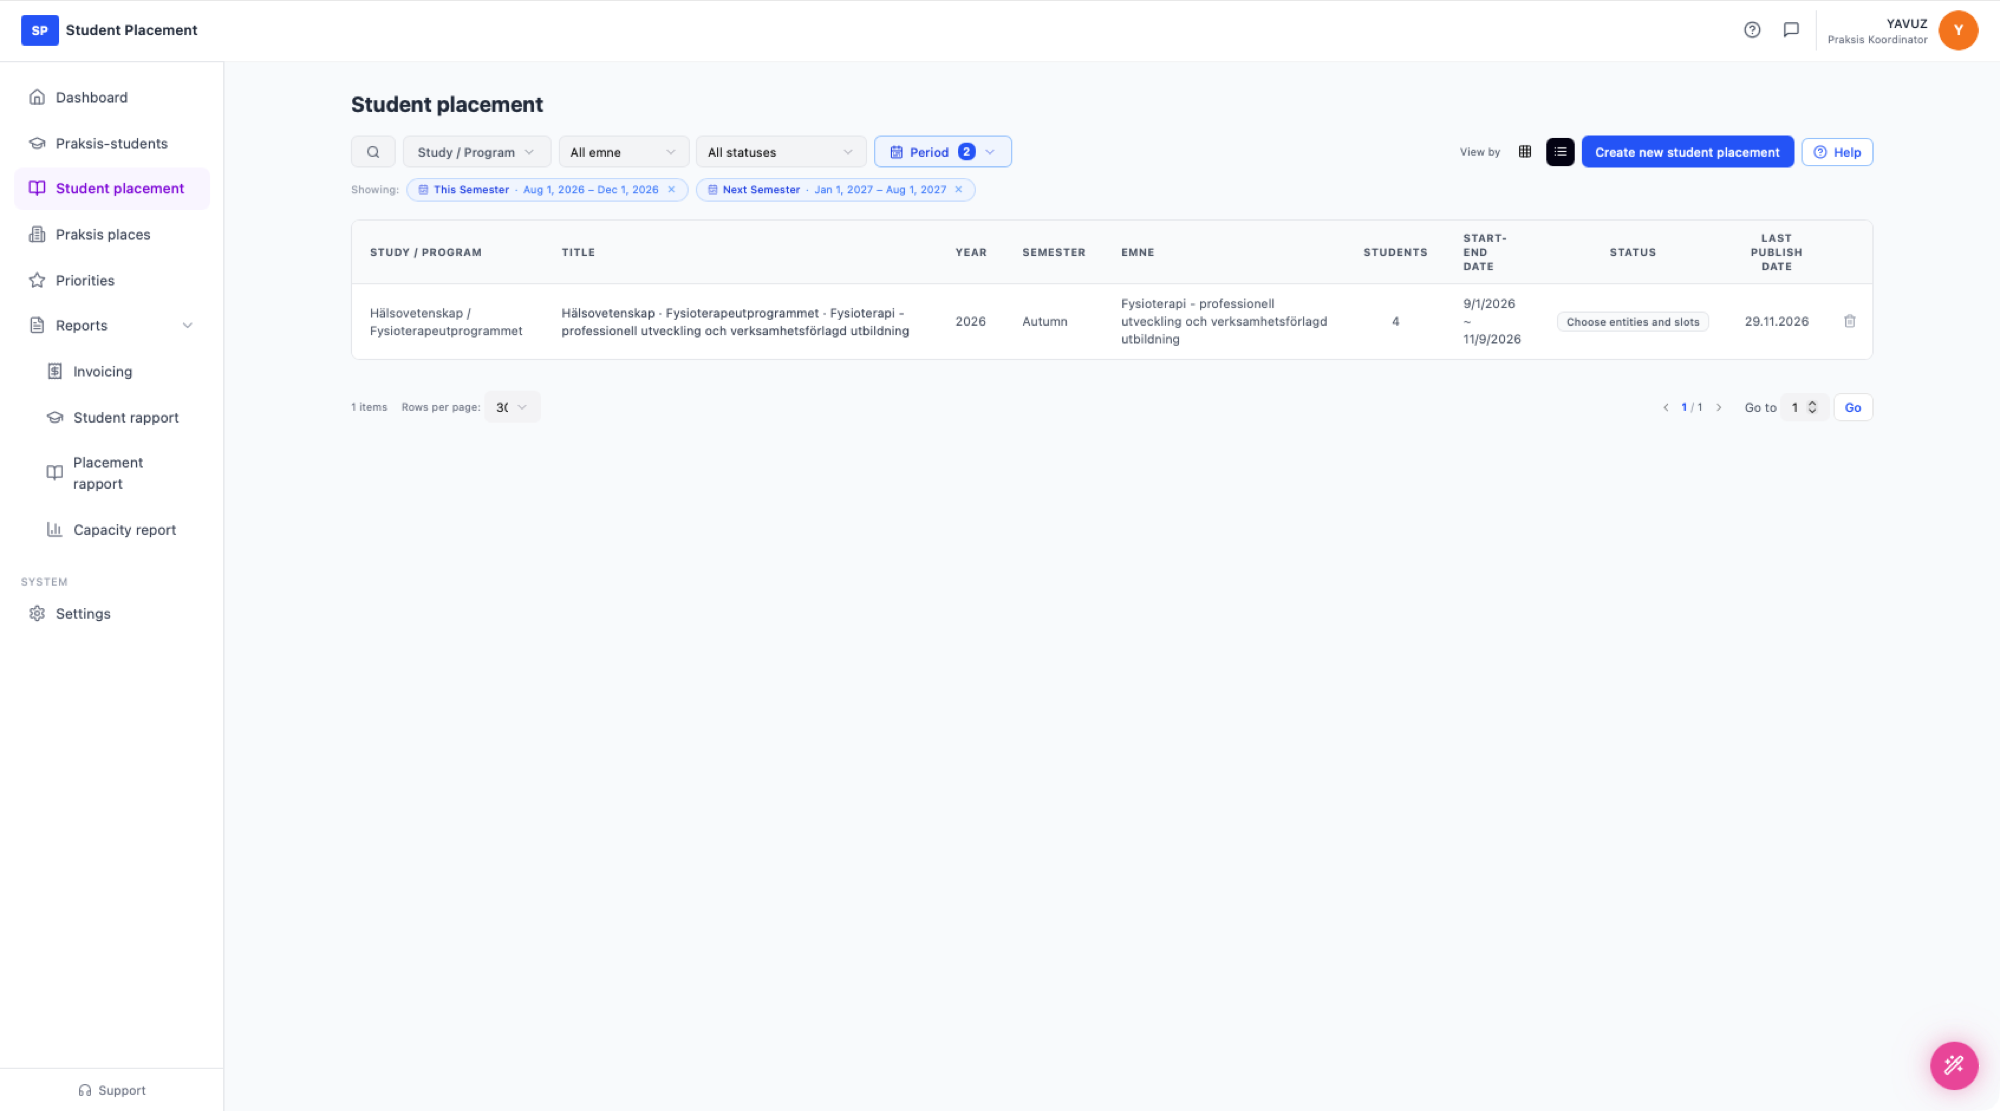 SP Student Placement
YAVUZ
Praksis Koordinator
Y
Dashboard
Praksis-students
Student placement
Praksis places
Priorities
Reports
Invoicing
Student rapport
Placement
rapport
Capacity report
SYSTEM
Settings
Support
Student placement
Study / Program
All emne
All statuses
Period 2
View by
Create new student placement
Help
Showing:
This Semester · Aug 1, 2026 – Dec 1, 2026 ×
Next Semester · Jan 1, 2027 – Aug 1, 2027 ×
STUDY / PROGRAM
TITLE
YEAR
SEMESTER
EMNE
STUDENTS
START-
END
DATE
STATUS
LAST
PUBLISH
DATE
Hälsovetenskap /
Fysioterapeutprogrammet
Hälsovetenskap · Fysioterapeutprogrammet · Fysioterapi -
professionell utveckling och verksamhetsförlagd utbildning
2026
Autumn
Fysioterapi - professionell
utveckling och verksamhetsförlagd
utbildning
4
9/1/2026
~
11/9/2026
Choose entities and slots
29.11.2026
1 items
Rows per page:
30
1 / 1
Go to
1
Go